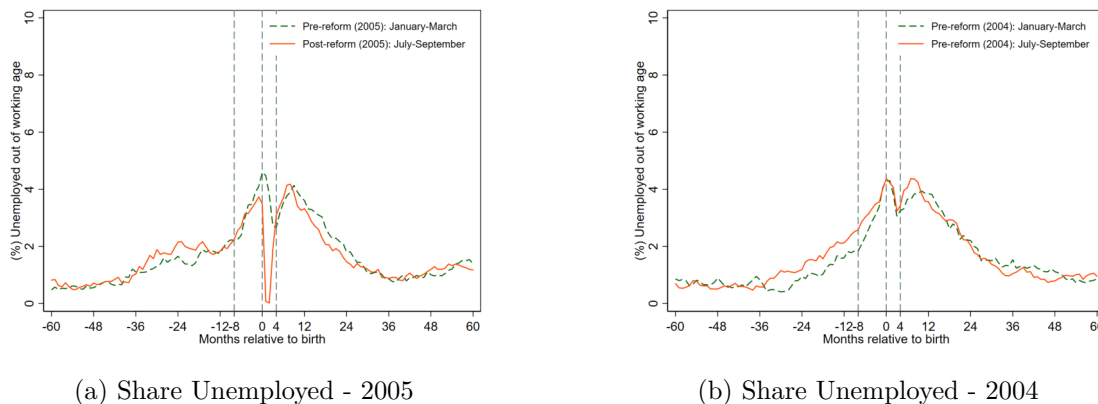 10
8
6
4
2
0
(%) Unemployed out of working age
Pre-reform (2005): January-March
Post-reform (2005): July-September
-60 -48 -36 -24 -12 -8 0 4 12 24 36 48 60
Months relative to birth
(a) Share Unemployed - 2005
10
8
6
4
2
0
(%) Unemployed out of working age
Pre-reform (2004): January-March
Pre-reform (2004): July-September
-60 -48 -36 -24 -12 -8 0 4 12 24 36 48 60
Months relative to birth
(b) Share Unemployed - 2004